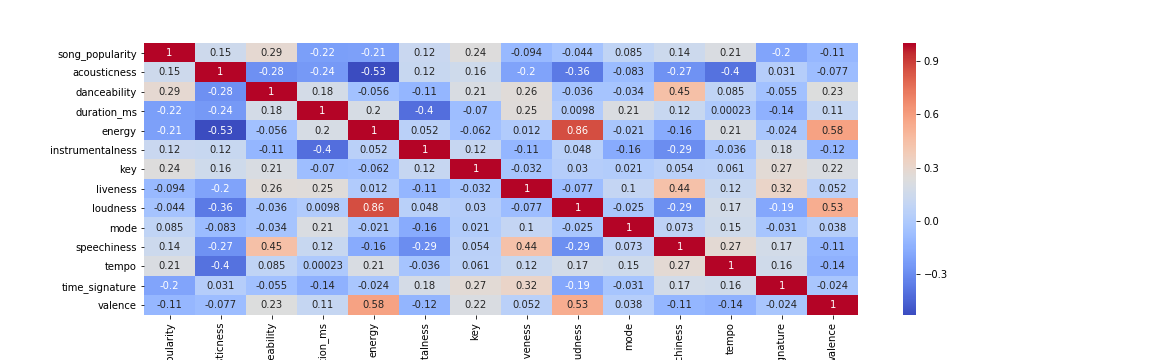 song_popularity 1 0.15 0.29 -0.22 -0.21 0.12 0.24 -0.094 -0.044 0.085 0.14 0.21 -0.2 -0.11
acousticness 0.15 1 -0.28 -0.24 -0.53 0.12 0.16 -0.2 -0.36 -0.083 -0.27 -0.4 0.031 -0.077
danceability 0.29 -0.28 1 0.18 -0.056 -0.11 0.21 0.26 -0.036 -0.034 0.45 0.085 -0.055 0.23
duration_ms -0.22 -0.24 0.18 1 0.2 -0.4 -0.07 0.25 0.0098 0.21 0.12 0.00023 -0.14 0.11
energy -0.21 -0.53 -0.056 0.2 1 0.052 -0.062 0.012 0.86 -0.021 -0.16 0.21 -0.024 0.58
instrumentalness 0.12 0.12 -0.11 -0.4 0.052 1 0.12 -0.11 0.048 -0.16 -0.29 -0.036 0.18 -0.12
key 0.24 0.16 0.21 -0.07 -0.062 0.12 1 -0.032 0.03 0.021 0.054 0.061 0.27 0.22
liveness -0.094 -0.2 0.26 0.25 0.012 -0.11 -0.032 1 -0.077 0.1 0.44 0.12 0.32 0.052
loudness -0.044 -0.36 -0.036 0.0098 0.86 0.048 0.03 -0.077 1 -0.025 -0.29 0.17 -0.19 0.53
mode 0.085 -0.083 -0.034 0.21 -0.021 -0.16 0.021 0.1 -0.025 1 0.073 0.15 -0.031 0.038
speechiness 0.14 -0.27 0.45 0.12 -0.16 -0.29 0.054 0.44 -0.29 0.073 1 0.27 0.17 -0.11
tempo 0.21 -0.4 0.085 0.00023 0.21 -0.036 0.061 0.12 0.17 0.15 0.27 1 0.16 -0.14
time_signature -0.2 0.031 -0.055 -0.14 -0.024 0.18 0.27 0.32 -0.19 -0.031 0.17 0.16 1 -0.024
valence -0.11 -0.077 0.23 0.11 0.58 -0.12 0.22 0.052 0.53 0.038 -0.11 -0.14 -0.024 1
pularity
sticness
eability
ion_ms
energy
talness
key
veness
udness
mode
chiness
tempo
gnature
valence
0.9
0.6
0.3
0.0
-0.3